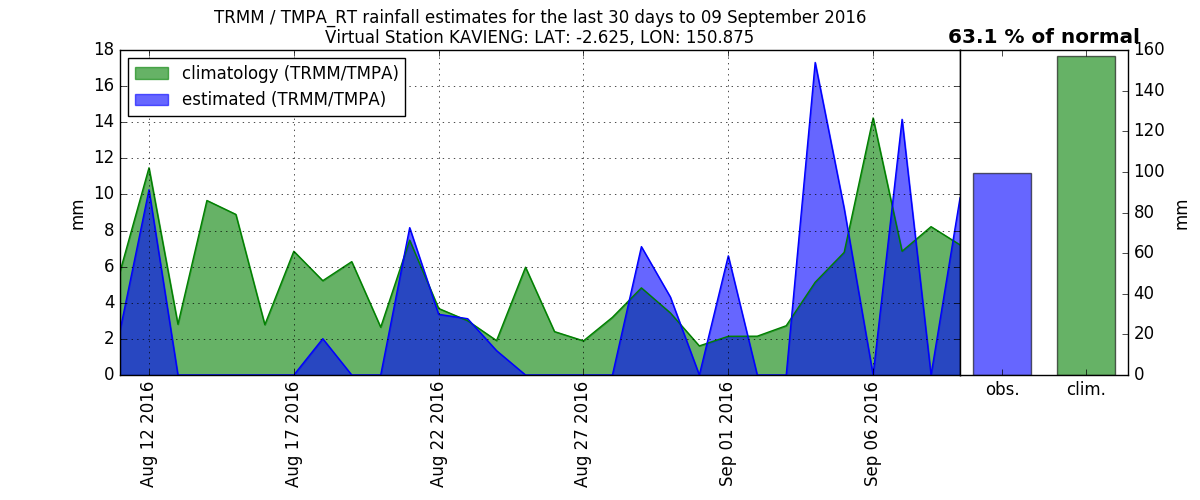 TRMM / TMPA_RT rainfall estimates for the last 30 days to 09 September 2016
Virtual Station KAVIENG: LAT: -2.625, LON: 150.875
63.1 % of normal
climatology (TRMM/TMPA)
estimated (TRMM/TMPA)
18
16
14
12
10
8
6
4
2
0
mm
Aug 12 2016
Aug 17 2016
Aug 22 2016
Aug 27 2016
Sep 01 2016
Sep 06 2016
obs.
clim.
160
140
120
100
80
60
40
20
0
mm